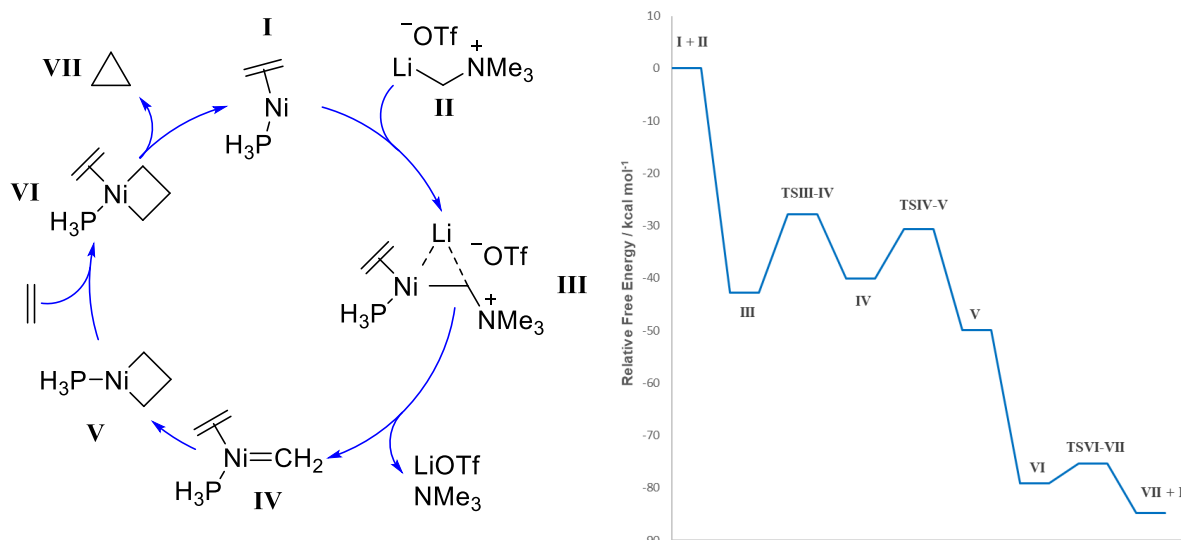 I
VII
−OTf
Li
+
NMe3
II
Ni
H3P
VI
Ni
H3P
Li
−OTf
Ni
III
H3P
+
NMe3
H3P
Ni
V
Ni
CH2
H3P
IV
LiOTf
NMe3
Relative Free Energy / kcal mol-1
10
0
-10
-20
-30
-40
-50
-60
-70
-80
I + II
III
TSIII-IV
IV
TSIV-V
V
VI
TSVI-VII
VII + I